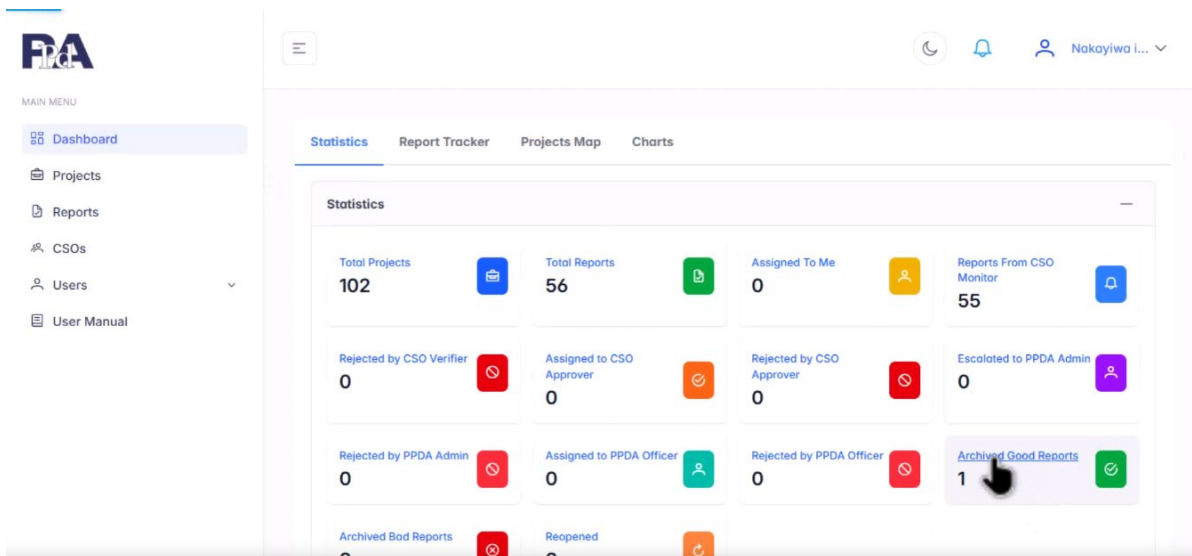 PPdA
Nakayiwa i...
MAIN MENU
Dashboard
Projects
Reports
CSOs
Users
User Manual
Statistics Report Tracker Projects Map Charts
Statistics
Total Projects
102
Total Reports
56
Assigned To Me
0
Reports From CSO
Monitor
55
Rejected by CSO Verifier
0
Assigned to CSO
Approver
0
Rejected by CSO
Approver
0
Escalated to PPDA Admin
0
Rejected by PPDA Admin
0
Assigned to PPDA Officer
0
Rejected by PPDA Officer
0
Archived Good Reports
1
Archived Bad Reports
Reopened